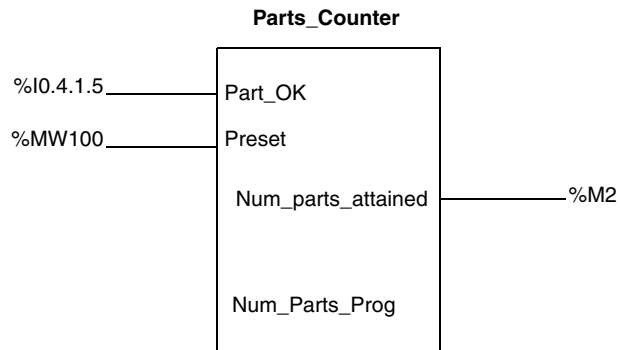 Parts_Counter
%I0.4.1.5
Part_OK
%MW100
Preset
Num_parts_attained
%M2
Num_Parts_Prog